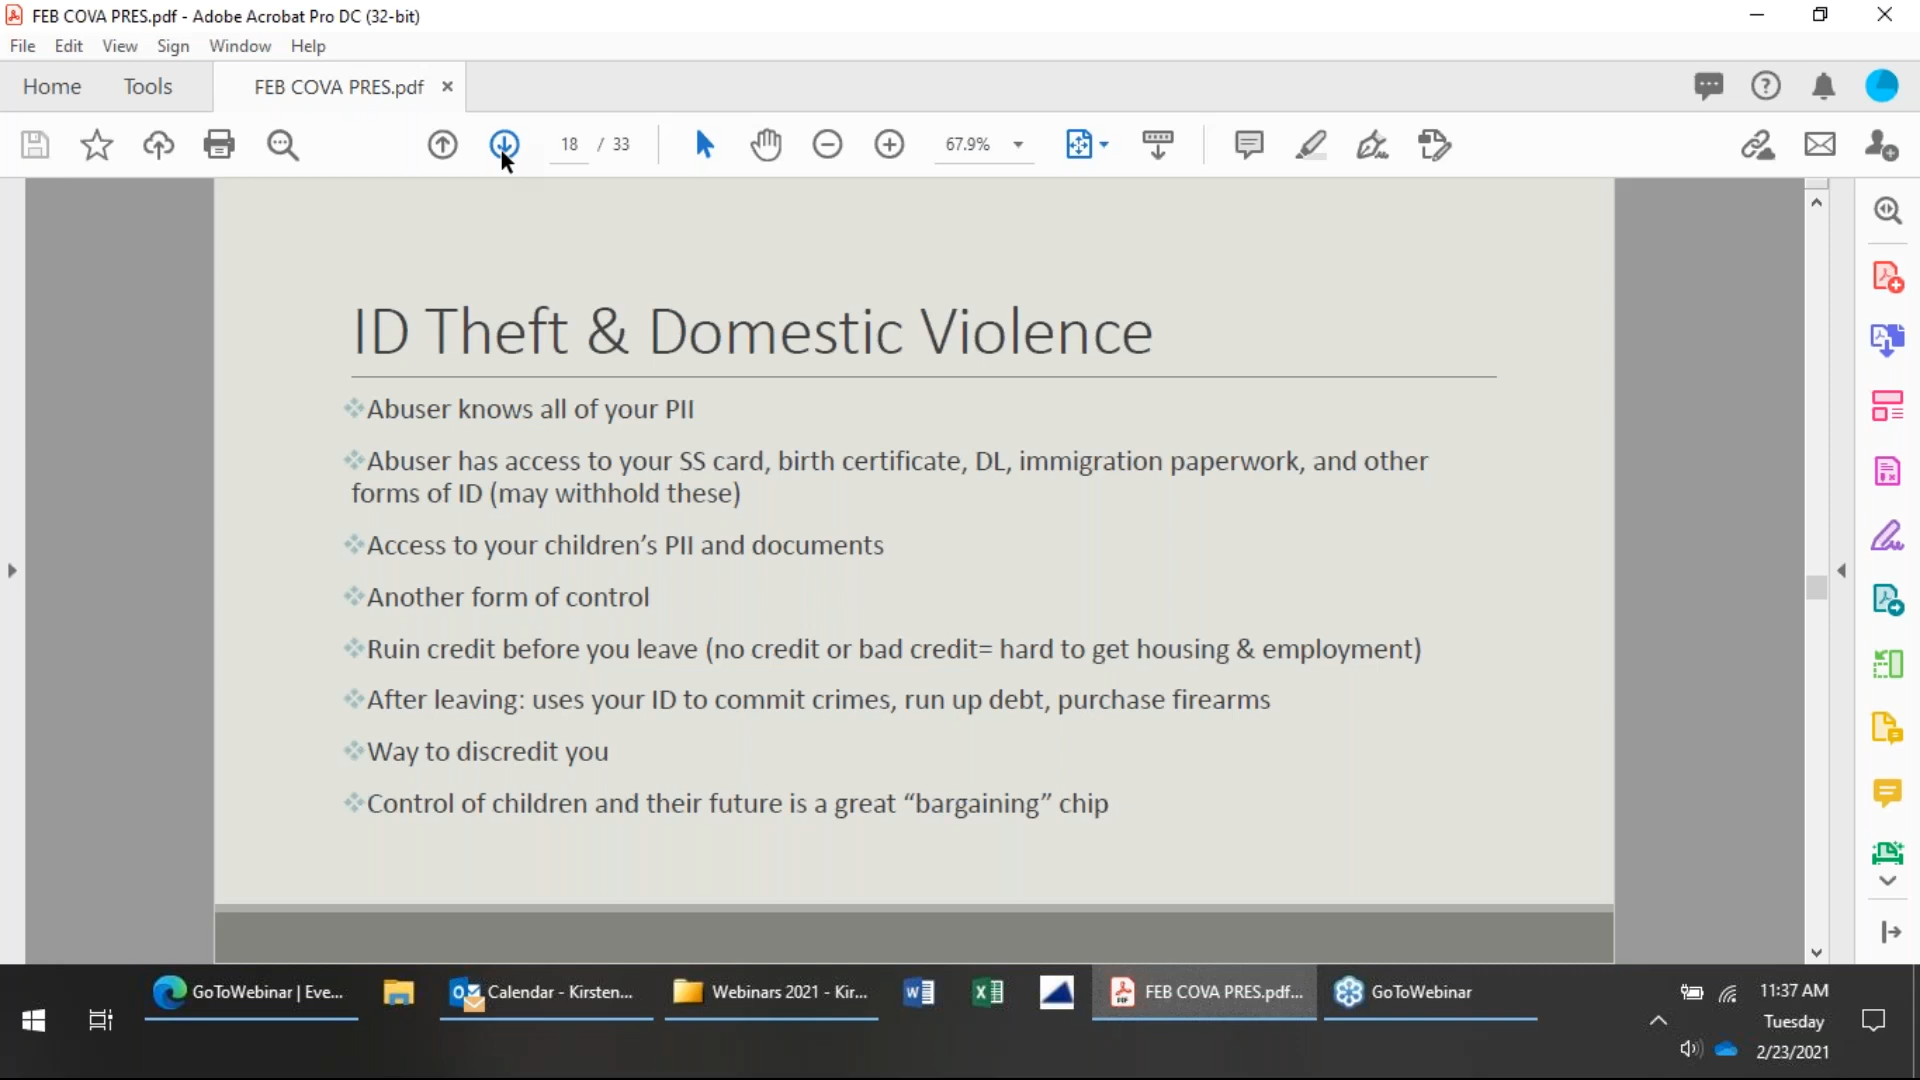 FEB COVA PRES.pdf - Adobe Acrobat Pro DC (32-bit)
File Edit View Sign Window Help
Home Tools FEB COVA PRES.pdf
18 / 33 67.9%
ID Theft & Domestic Violence
Abuser knows all of your PII
Abuser has access to your SS card, birth certificate, DL, immigration paperwork, and other
forms of ID (may withhold these)
Access to your children’s PII and documents
Another form of control
Ruin credit before you leave (no credit or bad credit= hard to get housing & employment)
After leaving: uses your ID to commit crimes, run up debt, purchase firearms
Way to discredit you
Control of children and their future is a great “bargaining” chip
GoToWebinar | Eve... Calendar - Kirsten... Webinars 2021 - Kir... FEB COVA PRES.pdf... GoToWebinar
11:37 AM
Tuesday
2/23/2021